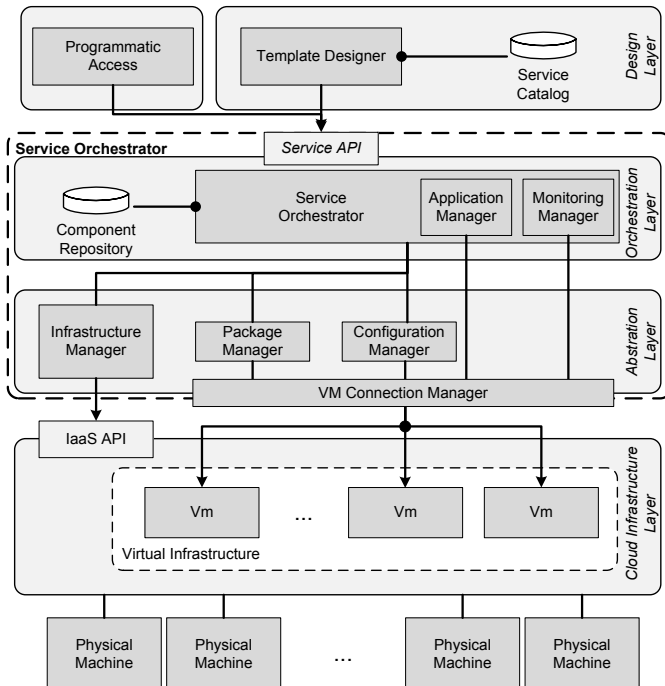 Programmatic
Access
Template Designer
Service
Catalog
Design
Layer
Service Orchestrator
Service API
Component
Repository
Service
Orchestrator
Application
Manager
Monitoring
Manager
Orchestration
Layer
Infrastructure
Manager
Package
Manager
Configuration
Manager
Abstration
Layer
VM Connection Manager
IaaS API
Vm
...
Vm
Vm
Virtual Infrastructure
Cloud Infrastructure
Layer
Physical
Machine
Physical
Machine
...
Physical
Machine
Physical
Machine